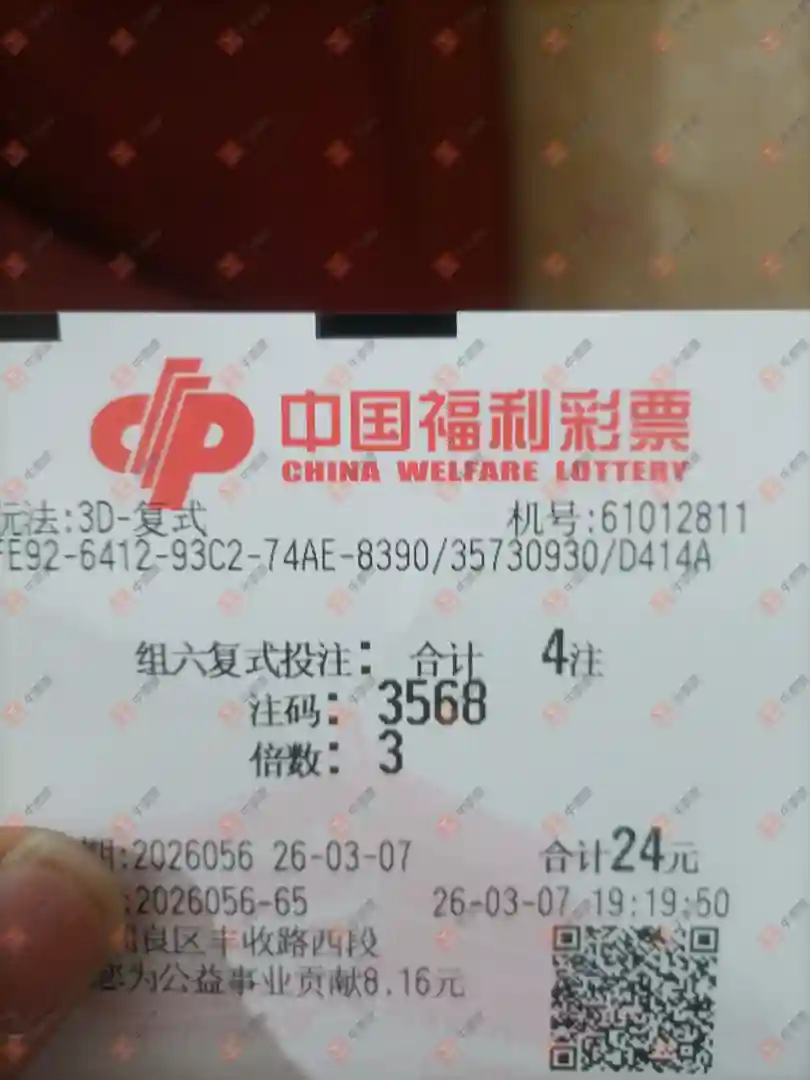 中国福利彩票
CHINA WELFARE LOTTERY
玩法:3D-复式 机号:61012811
FE92-6412-93C2-74AE-8390/35730930/D414A
组六复式投注: 合计 4注
注码: 3568
倍数: 3
期:2026056 26-03-07 合计24元
:2026056-65 26-03-07 19:19:50
良区丰收路西段
您为公益事业贡献8.16元